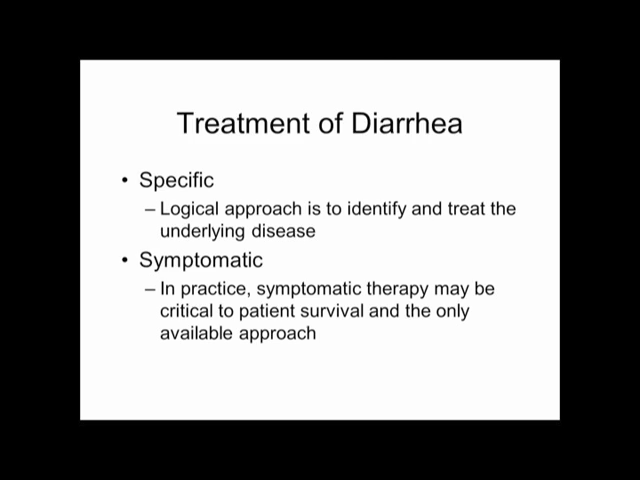 Treatment of Diarrhea
• Specific
– Logical approach is to identify and treat the
underlying disease
• Symptomatic
– In practice, symptomatic therapy may be
critical to patient survival and the only
available approach